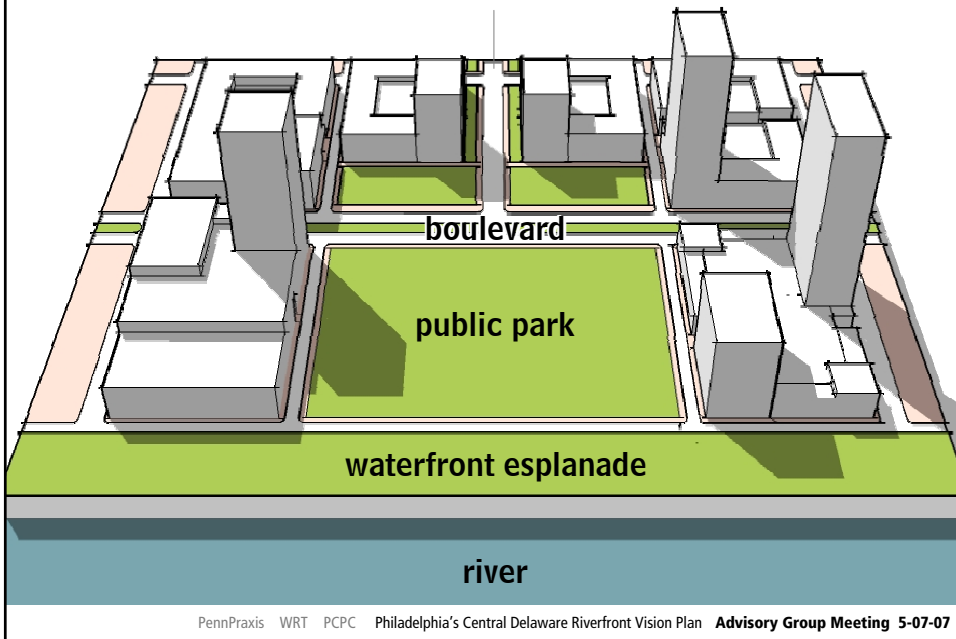 boulevard
public park
waterfront esplanade
river
PennPraxis WRT PCPC Philadelphia's Central Delaware Riverfront Vision Plan Advisory Group Meeting 5-07-07